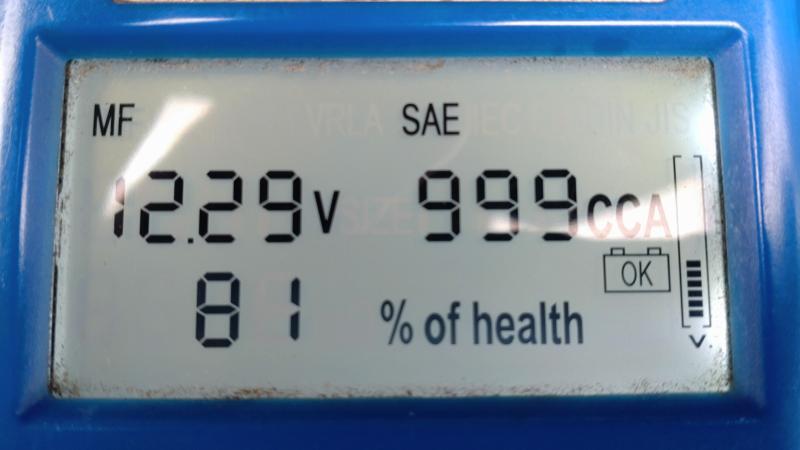 MF VRLA SAE IEC DIN JIS
12.29V SIZE 999CCA
OK
81 % of health
V